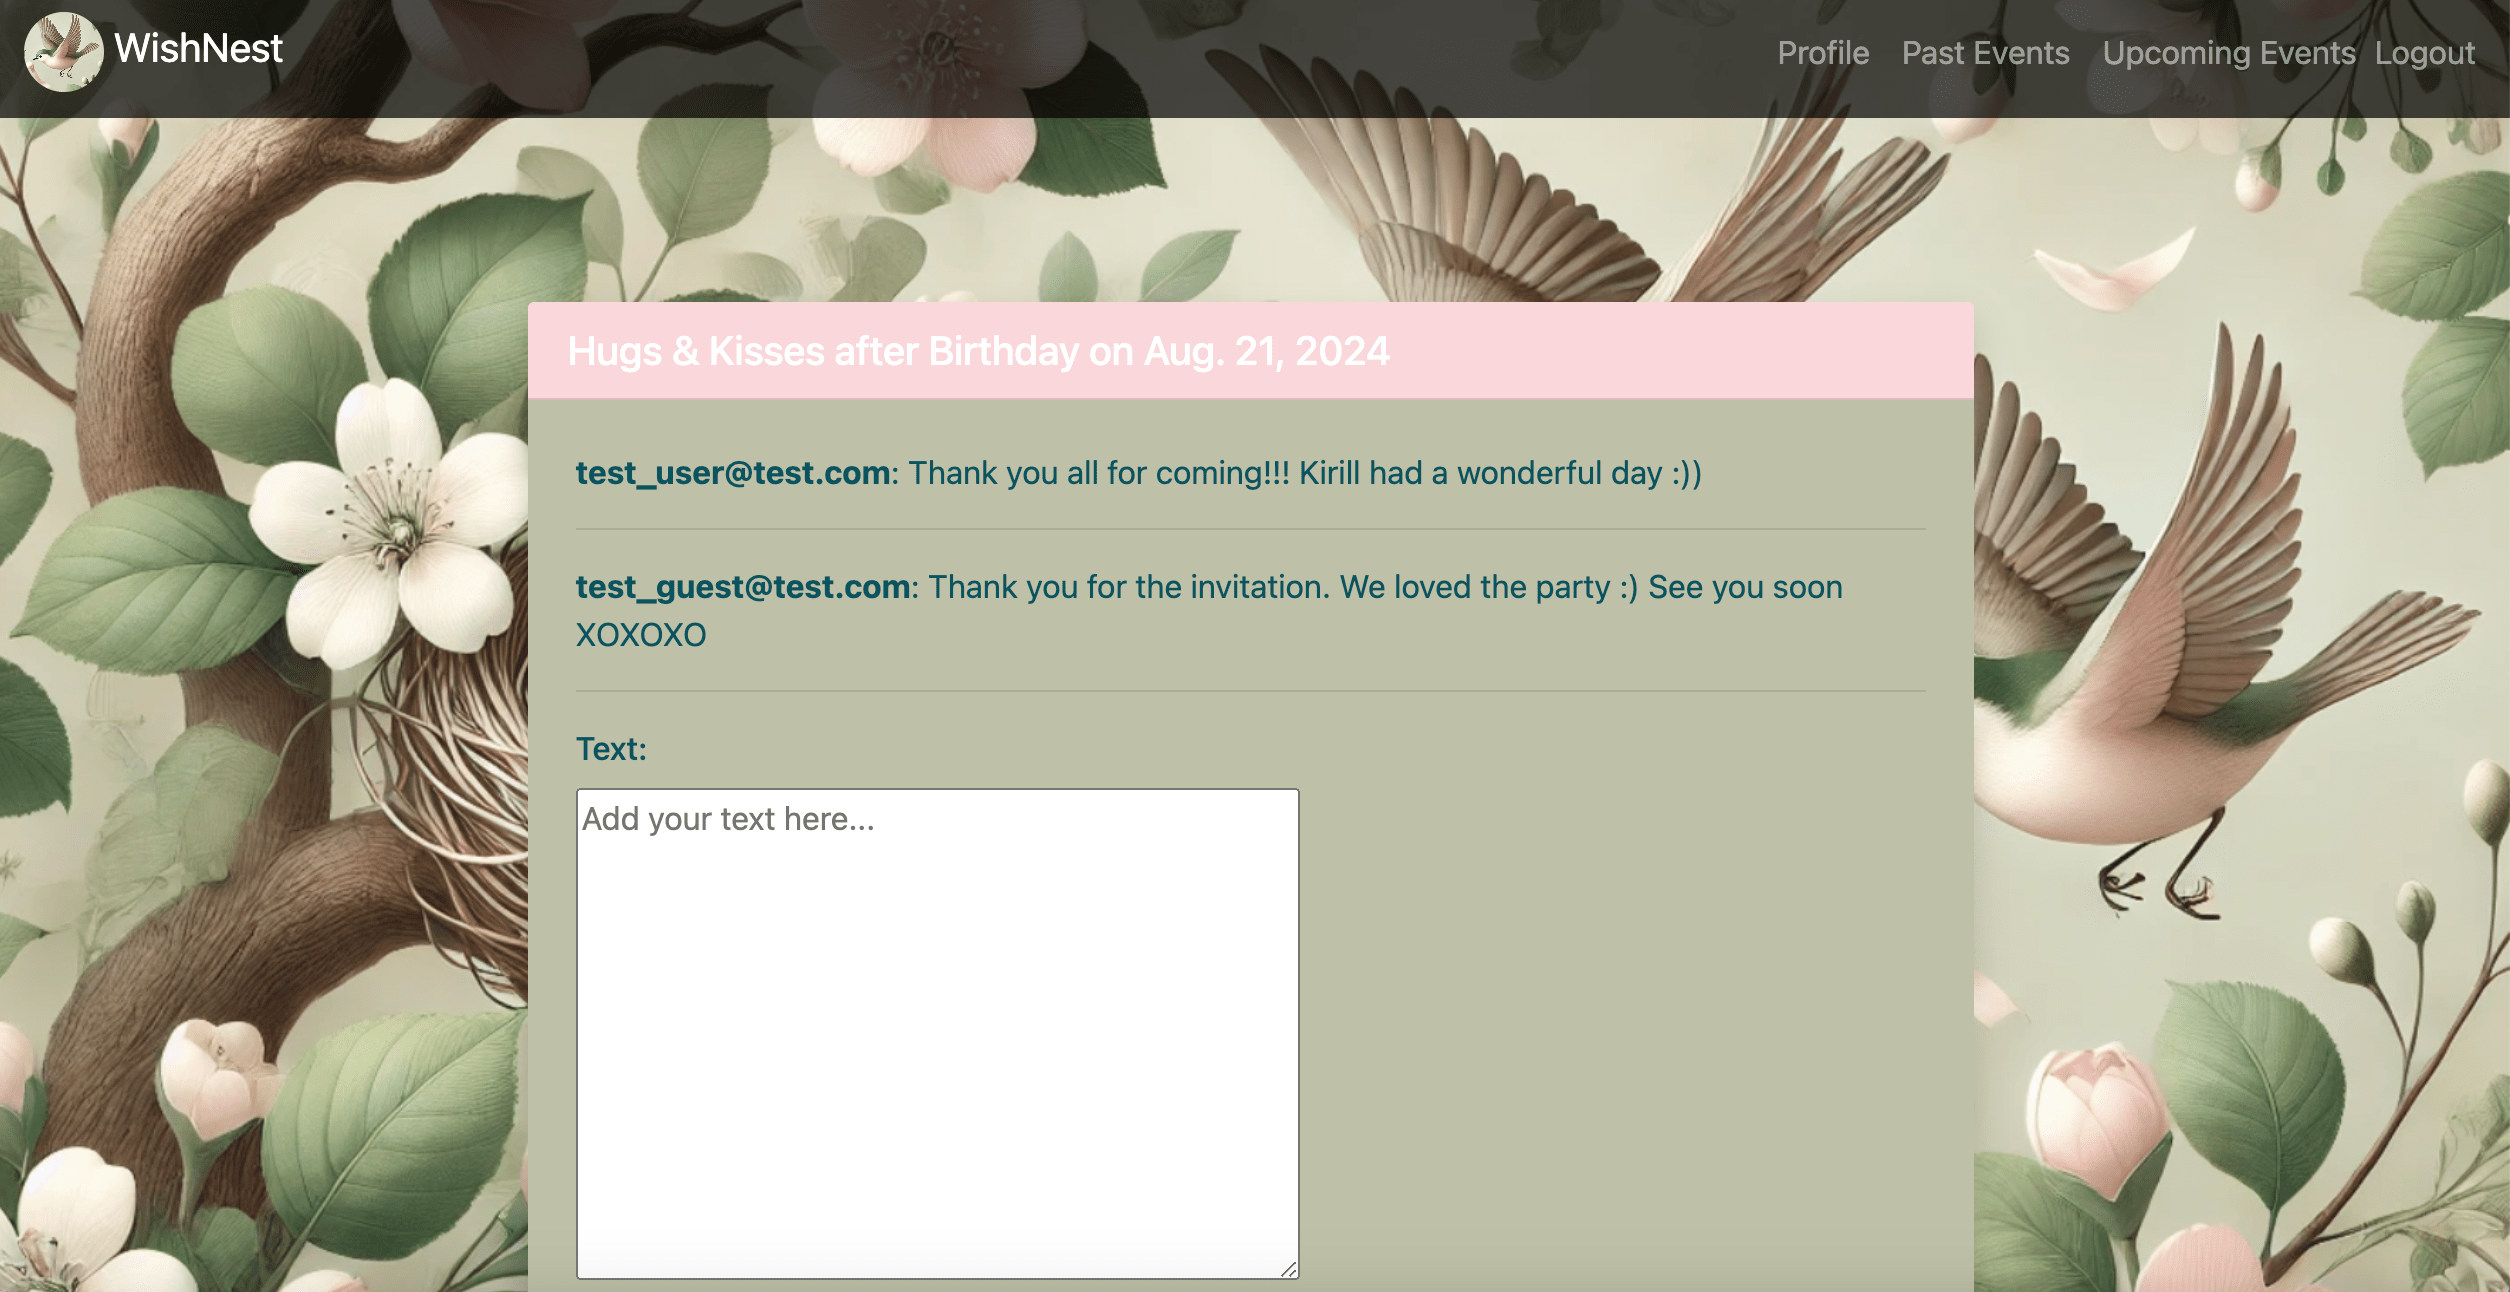 WishNest
Profile Past Events Upcoming Events Logout
Hugs & Kisses after Birthday on Aug. 21, 2024
test_user@test.com: Thank you all for coming!!! Kirill had a wonderful day :))
test_guest@test.com: Thank you for the invitation. We loved the party :) See you soon
XOXOXO
Text:
Add your text here...